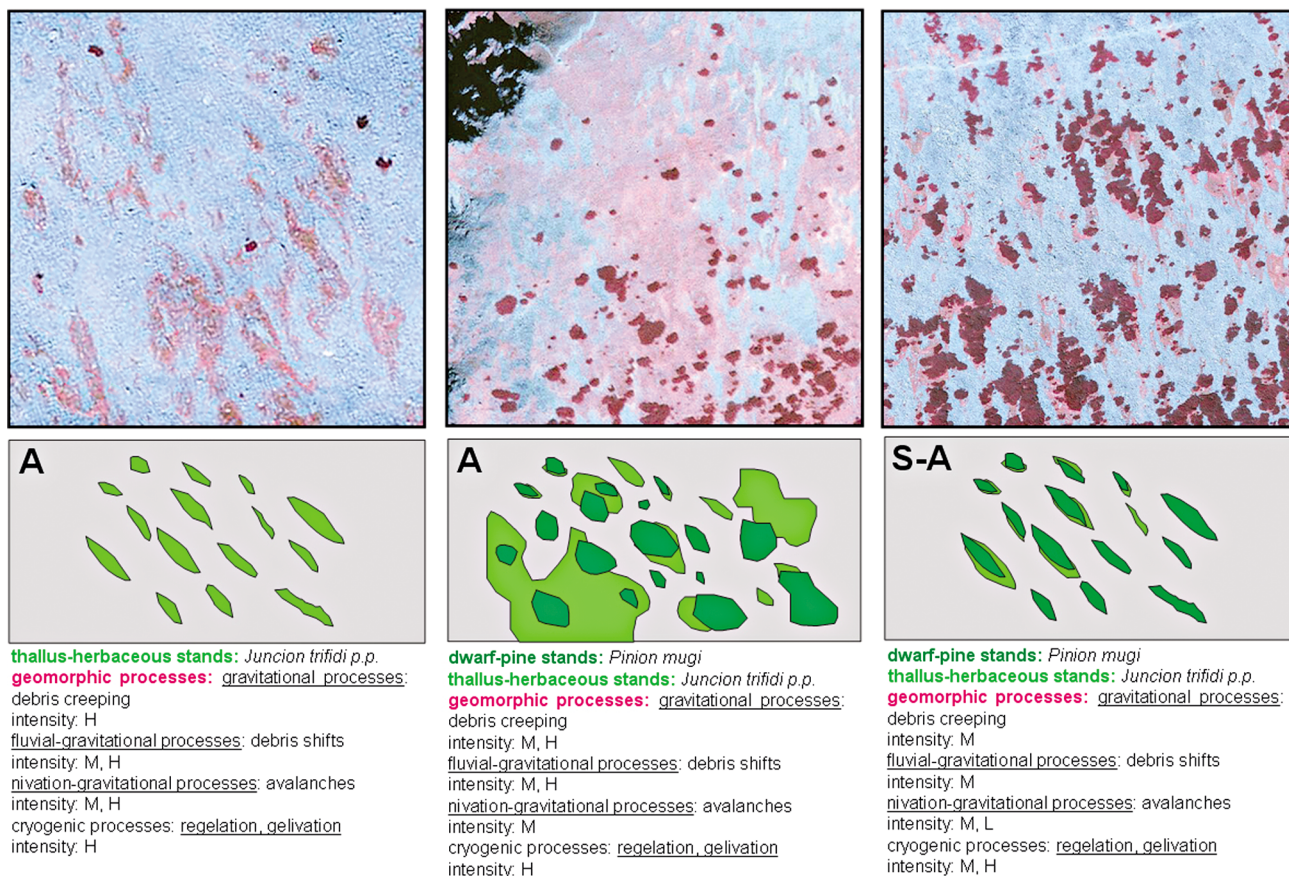 A
thallus-herbaceous stands: Juncion trifidi p.p.
geomorphic processes: gravitational processes:
debris creeping
intensity: H
fluvial-gravitational processes: debris shifts
intensity: M, H
nivation-gravitational processes: avalanches
intensity: M, H
cryogenic processes: regelation, gelivation
intensity: H
A
dwarf-pine stands: Pinion mugi
thallus-herbaceous stands: Juncion trifidi p.p.
geomorphic processes: gravitational processes:
debris creeping
intensity: M, H
fluvial-gravitational processes: debris shifts
intensity: M, H
nivation-gravitational processes: avalanches
intensity: M
cryogenic processes: regelation, gelivation
intensity: H
S-A
dwarf-pine stands: Pinion mugi
thallus-herbaceous stands: Juncion trifidi p.p.
geomorphic processes: gravitational processes:
debris creeping
intensity: M
fluvial-gravitational processes: debris shifts
intensity: M
nivation-gravitational processes: avalanches
intensity: M, L
cryogenic processes: regelation, gelivation
intensity: M, H